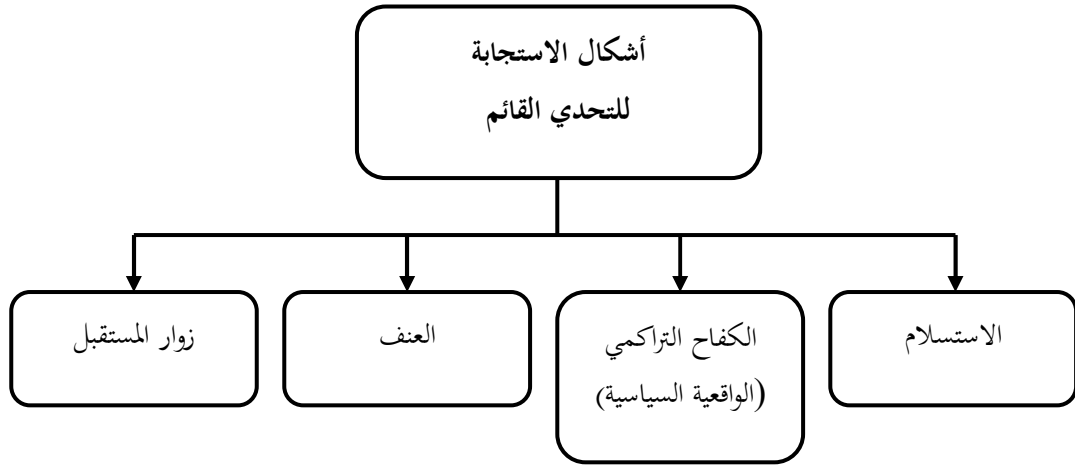 أشكال الاستجابة
للتحدي القائم
الاستسلام
الكفاح التراكمي
(الواقعية السياسية)
العنف
زوار المستقبل